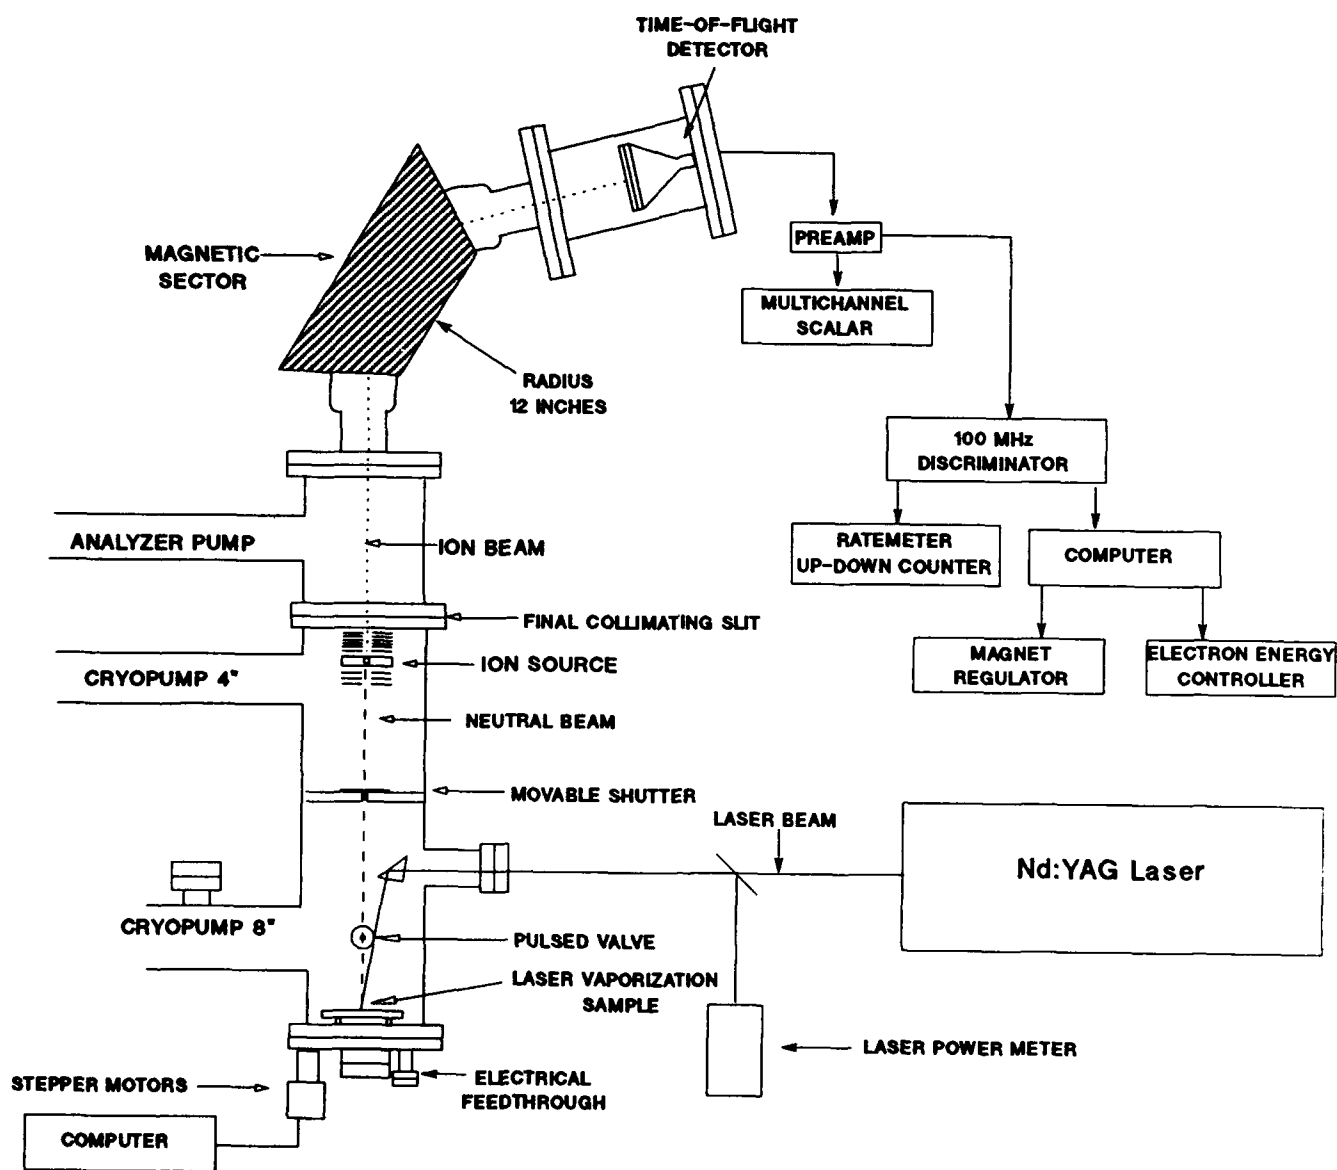 TIME-OF-FLIGHT
DETECTOR
MAGNETIC
SECTOR
PREAMP
MULTICHANNEL
SCALAR
RADIUS
12 INCHES
100 MHz
DISCRIMINATOR
ANALYZER PUMP
ION BEAM
RATEMETER
UP-DOWN COUNTER
COMPUTER
FINAL COLLIMATING SLIT
CRYOPUMP 4"
ION SOURCE
MAGNET
REGULATOR
ELECTRON ENERGY
CONTROLLER
NEUTRAL BEAM
MOVABLE SHUTTER
LASER BEAM
Nd:YAG Laser
CRYOPUMP 8"
PULSED VALVE
LASER VAPORIZATION
SAMPLE
LASER POWER METER
STEPPER MOTORS
ELECTRICAL
FEEDTHROUGH
COMPUTER